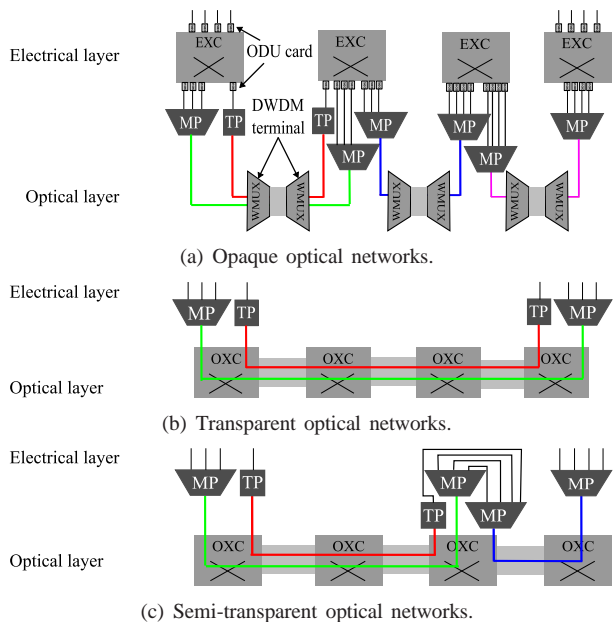 Electrical layer
EXC
ODU card
EXC
EXC
EXC
MP
TP
DWDM
terminal
TP
MP
MP
MP
MP
MP
Optical layer
WMUX
WMUX
WMUX
WMUX
WMUX
WMUX
(a) Opaque optical networks.
Electrical layer
MP
TP
TP
MP
OXC
OXC
OXC
OXC
Optical layer
(b) Transparent optical networks.
Electrical layer
MP
TP
MP
TP
MP
MP
OXC
OXC
OXC
OXC
Optical layer
(c) Semi-transparent optical networks.